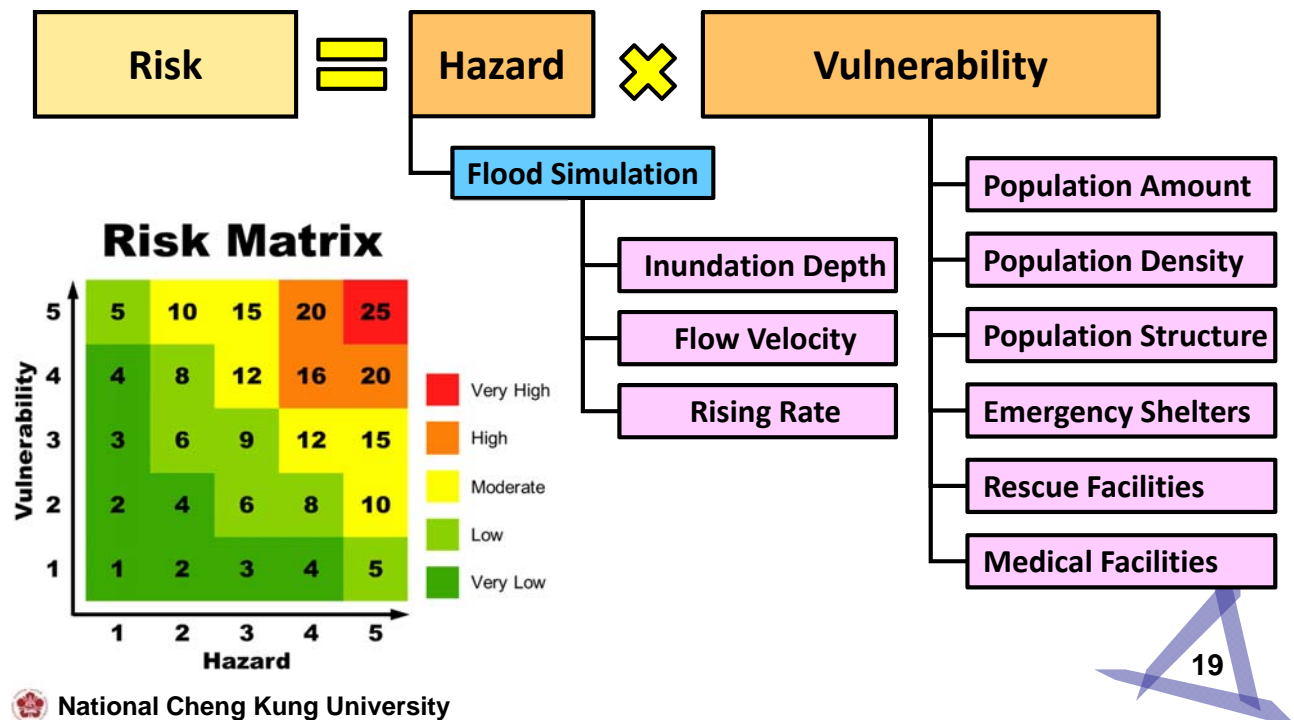 Risk
Hazard
Vulnerability
Flood Simulation
Inundation Depth
Flow Velocity
Rising Rate
Population Amount
Population Density
Population Structure
Emergency Shelters
Rescue Facilities
Medical Facilities
Risk Matrix
Vulnerability
5 5 10 15 20 25
4 4 8 12 16 20
3 3 6 9 12 15
2 2 4 6 8 10
1 1 2 3 4 5
1 2 3 4 5
Hazard
Very High
High
Moderate
Low
Very Low
National Cheng Kung University
19